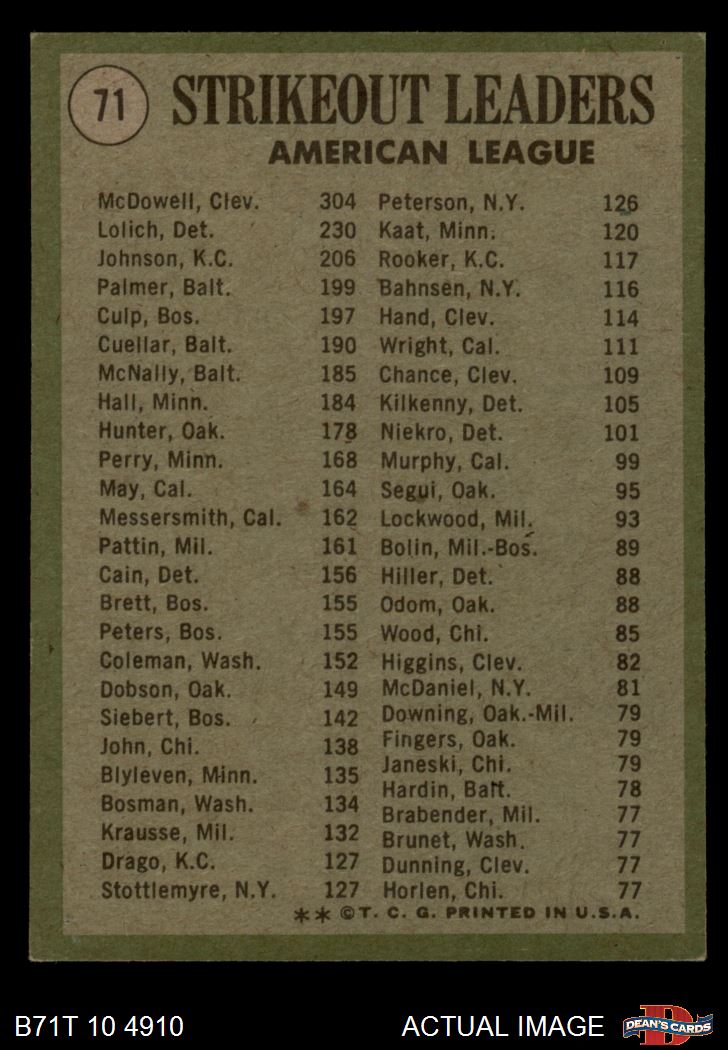 71 STRIKEOUT LEADERS
AMERICAN LEAGUE
McDowell, Clev. 304
Lolich, Det. 230
Johnson, K.C. 206
Palmer, Balt. 199
Culp, Bos. 197
Cuellar, Balt. 190
McNally, Balt. 185
Hall, Minn. 184
Hunter, Oak. 178
Perry, Minn. 168
May, Cal. 164
Messersmith, Cal. 162
Pattin, Mil. 161
Cain, Det. 156
Brett, Bos. 155
Peters, Bos. 155
Coleman, Wash. 152
Dobson, Oak. 149
Siebert, Bos. 142
John, Chi. 138
Blyleven, Minn. 135
Bosman, Wash. 134
Krausse, Mil. 132
Drago, K.C. 127
Stottlemyre, N.Y. 127
Peterson, N.Y. 126
Kaat, Minn. 120
Rooker, K.C. 117
Bahnsen, N.Y. 116
Hand, Clev. 114
Wright, Cal. 111
Chance, Clev. 109
Kilkenny, Det. 105
Niekro, Det. 101
Murphy, Cal. 99
Segui, Oak. 95
Lockwood, Mil. 93
Bolin, Mil.-Bos. 89
Hiller, Det. 88
Odom, Oak. 88
Wood, Chi. 85
Higgins, Clev. 82
McDaniel, N.Y. 81
Downing, Oak.-Mil. 79
Fingers, Oak. 79
Janeski, Chi. 79
Hardin, Balt. 78
Brabender, Mil. 77
Brunet, Wash. 77
Dunning, Clev. 77
Horlen, Chi. 77
** ©T. C. G. PRINTED IN U.S.A.
B71T 10 4910 ACTUAL IMAGE
DEAN'S CARDS